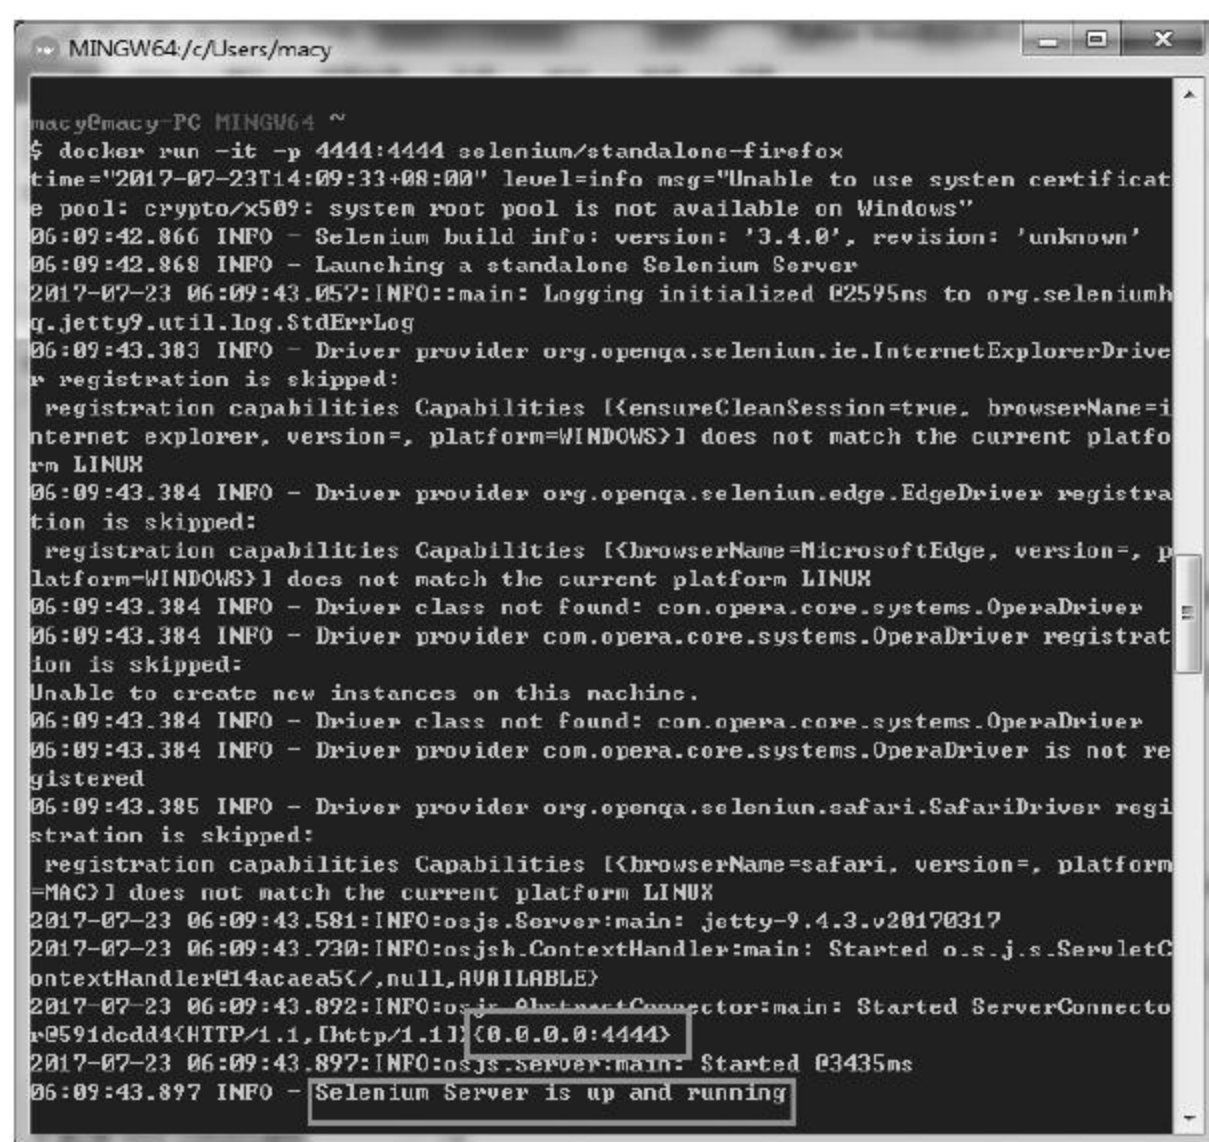 MINGW64:/c/Users/macy
macy@macy-PC MINGW64 ~
$ docker run -it -p 4444:4444 selenium/standalone-firefox
time="2017-07-23T14:09:33+08:00" level=info msg="Unable to use system certificat
e pool: crypto/x509: system root pool is not available on Windows"
06:09:42.866 INFO - Selenium build info: version: '3.4.0', revision: 'unknown'
06:09:42.868 INFO - Launching a standalone Selenium Server
2017-07-23 06:09:43.057:INFO::main: Logging initialized @2595ns to org.seleniumh
q.jetty9.util.log.StdErrLog
06:09:43.383 INFO - Driver provider org.openqa.selenium.ie.InternetExplorerDrive
r registration is skipped:
registration capabilities Capabilities [{ensureCleanSession=true, browserName=i
nternet explorer, version=, platform=WINDOWS}] does not match the current platfo
rm LINUX
06:09:43.384 INFO - Driver provider org.openqa.selenium.edge.EdgeDriver registra
tion is skipped:
registration capabilities Capabilities [{browserName=MicrosoftEdge, version=, p
latform=WINDOWS}] does not match the current platform LINUX
06:09:43.384 INFO - Driver class not found: com.opera.core.systems.OperaDriver
06:09:43.384 INFO - Driver provider com.opera.core.systems.OperaDriver registrat
ion is skipped:
Unable to create new instances on this machine.
06:09:43.384 INFO - Driver class not found: com.opera.core.systems.OperaDriver
06:09:43.384 INFO - Driver provider com.opera.core.systems.OperaDriver is not re
gistered
06:09:43.385 INFO - Driver provider org.openqa.selenium.safari.SafariDriver regi
stration is skipped:
registration capabilities Capabilities [{browserName=safari, version=, platform
=MAC}] does not match the current platform LINUX
2017-07-23 06:09:43.581:INFO:osjs.Server:main: jetty-9.4.3.v20170317
2017-07-23 06:09:43.730:INFO:osjsh.ContextHandler:main: Started o.s.j.s.ServletC
ontextHandler@14acaea5{/,null,AVAILABLE}
2017-07-23 06:09:43.892:INFO:osjs.AbstractConnector:main: Started ServerConnecto
r@591dcdd4{HTTP/1.1,[http/1.1]}{0.0.0.0:4444}
2017-07-23 06:09:43.897:INFO:osjs.Server:main: Started @3435ms
06:09:43.897 INFO - Selenium Server is up and running